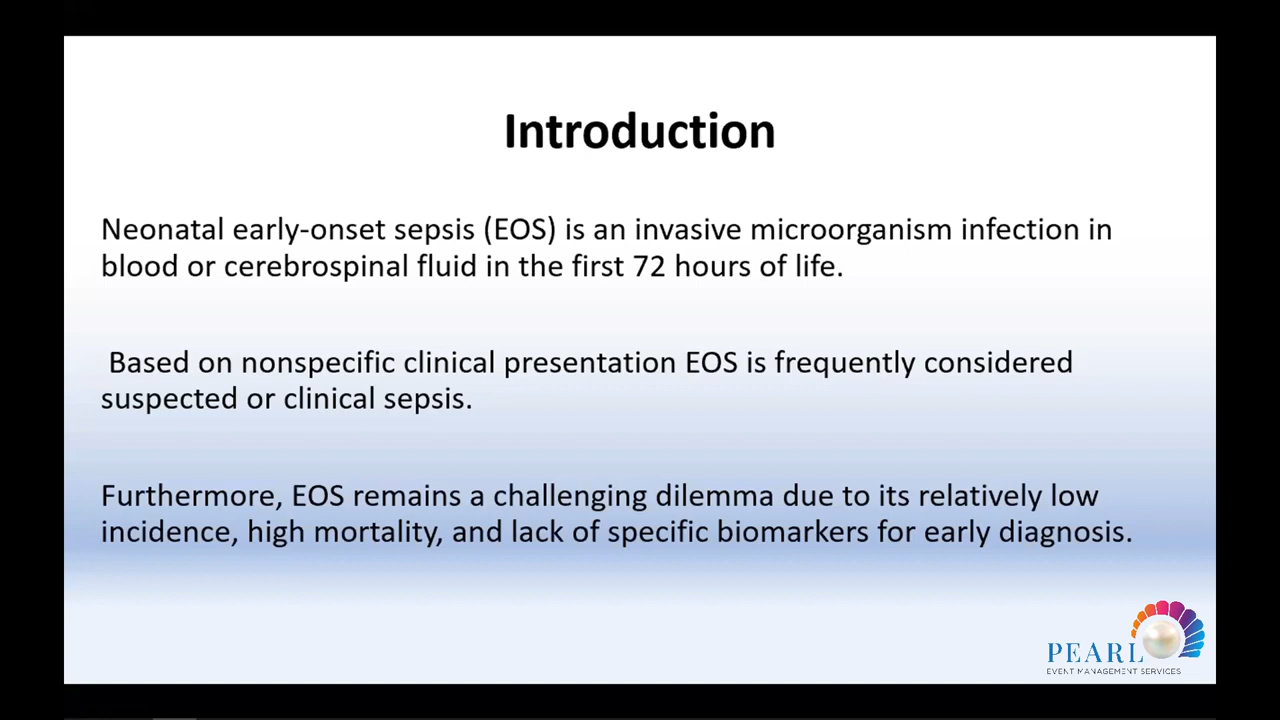 Introduction
Neonatal early-onset sepsis (EOS) is an invasive microorganism infection in
blood or cerebrospinal fluid in the first 72 hours of life.
Based on nonspecific clinical presentation EOS is frequently considered
suspected or clinical sepsis.
Furthermore, EOS remains a challenging dilemma due to its relatively low
incidence, high mortality, and lack of specific biomarkers for early diagnosis.
PEARL
EVENT MANAGEMENT SERVICES